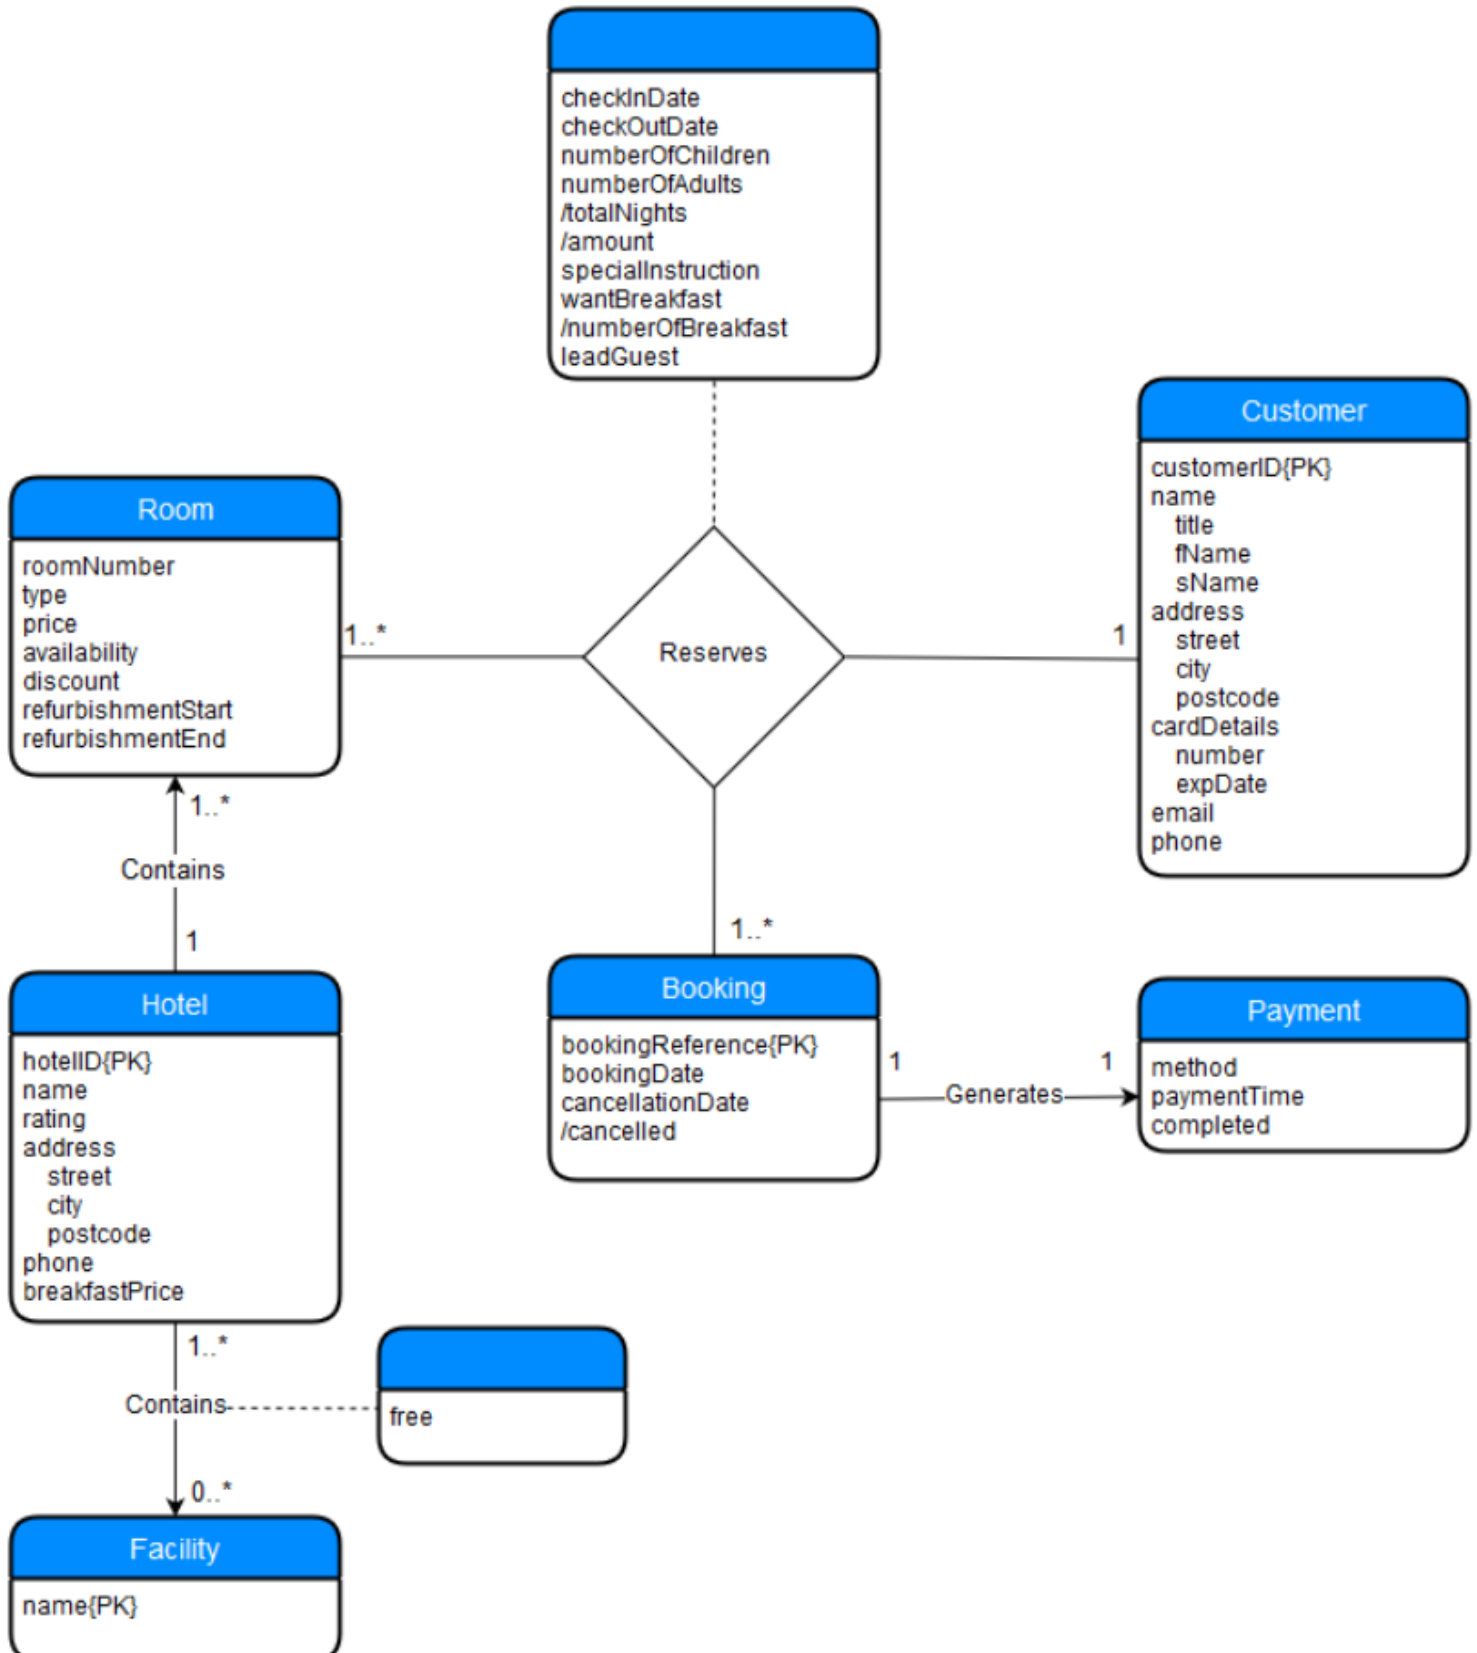 checkInDate
checkOutDate
numberOfChildren
numberOfAdults
/totalNights
/amount
specialInstruction
wantBreakfast
/numberOfBreakfast
leadGuest
Customer
customerID{PK}
name
title
fName
sName
address
street
city
postcode
cardDetails
number
expDate
email
phone
Room
roomNumber
type
price
availability
discount
refurbishmentStart
refurbishmentEnd
1..*
Reserves
1
1..*
Contains
1
1..*
Hotel
hotelID{PK}
name
rating
address
street
city
postcode
phone
breakfastPrice
Booking
bookingReference{PK}
bookingDate
cancellationDate
/cancelled
1
Generates
1
Payment
method
paymentTime
completed
1..*
Contains
free
0..*
Facility
name{PK}